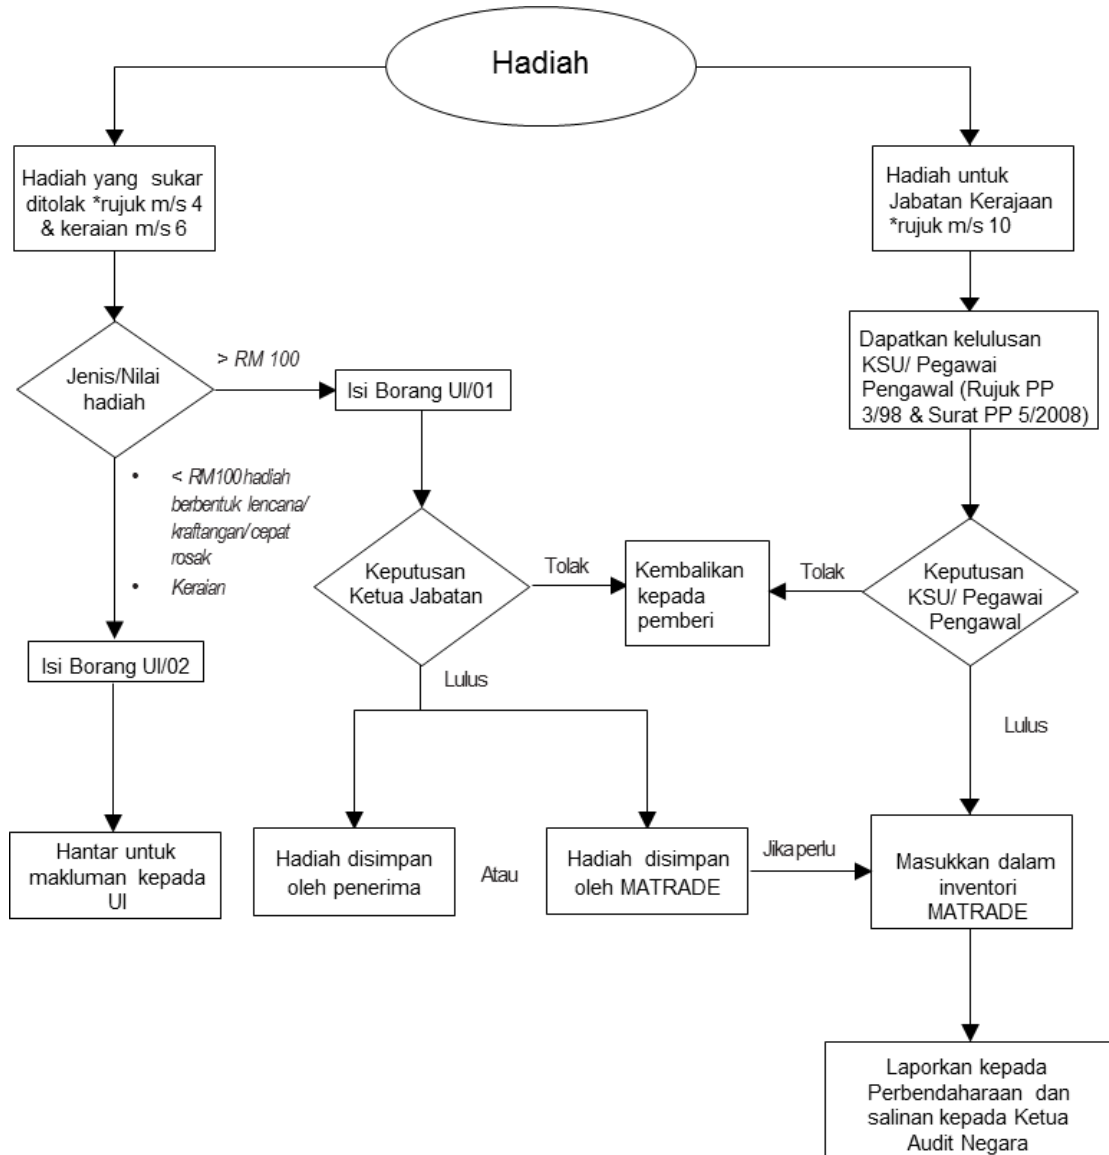 Hadiah
Hadiah yang sukar
ditolak *rujuk m/s 4
& keraian m/s 6
Hadiah untuk
Jabatan Kerajaan
*rujuk m/s 10
Jenis/Nilai
hadiah
> RM 100
Isi Borang UI/01
Dapatkan kelulusan
KSU/ Pegawai
Pengawal (Rujuk PP
3/98 & Surat PP 5/2008)
• < RM100 hadiah
berbentuk lencana/
kraftangan/ cepat
rosak
• Keraian
Keputusan
Ketua Jabatan
Tolak
Kembalikan
kepada
pemberi
Tolak
Keputusan
KSU/ Pegawai
Pengawal
Isi Borang UI/02
Lulus
Lulus
Hantar untuk
makluman kepada
UI
Hadiah disimpan
oleh penerima
Atau
Hadiah disimpan
oleh MATRADE
Jika perlu
Masukkan dalam
inventori
MATRADE
Laporkan kepada
Perbendaharaan dan
salinan kepada Ketua
Audit Negara